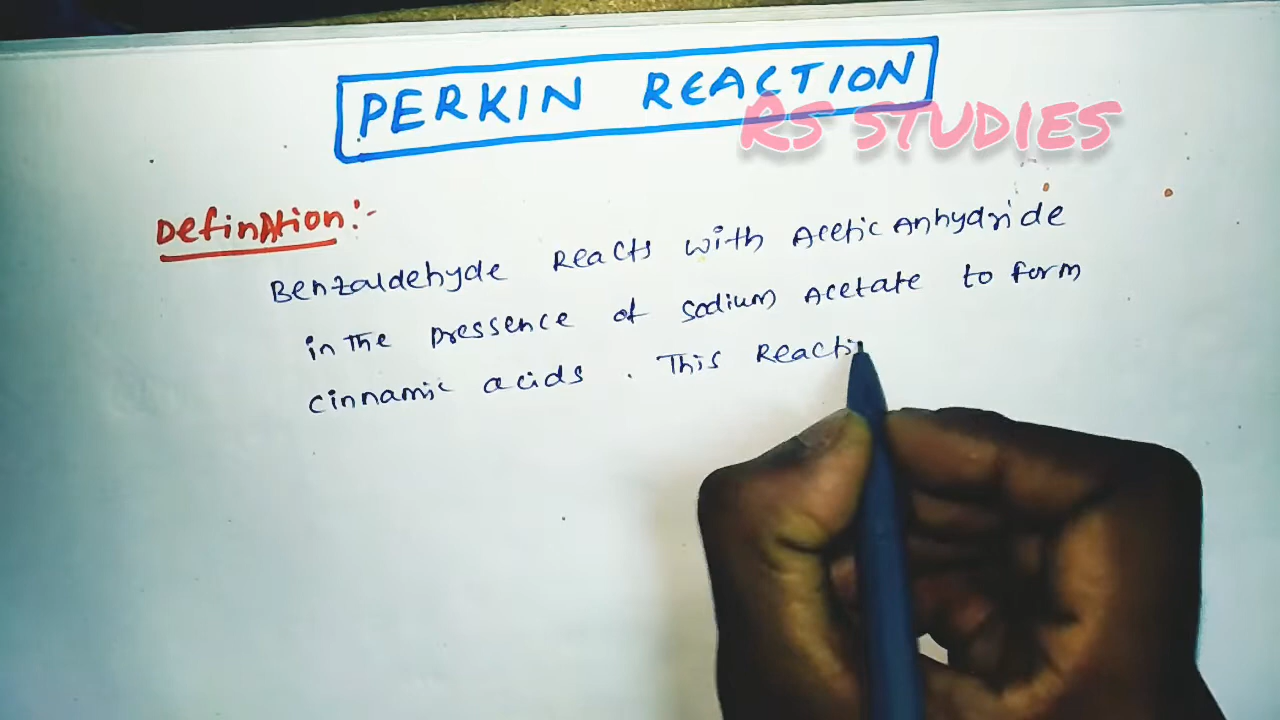 PERKIN REACTION
RS STUDIES
Definition:-
Benzaldehyde Reacts with Acetic Anhydride
in the pressence of sodium Acetate to form
cinnamic acids. This Reacti